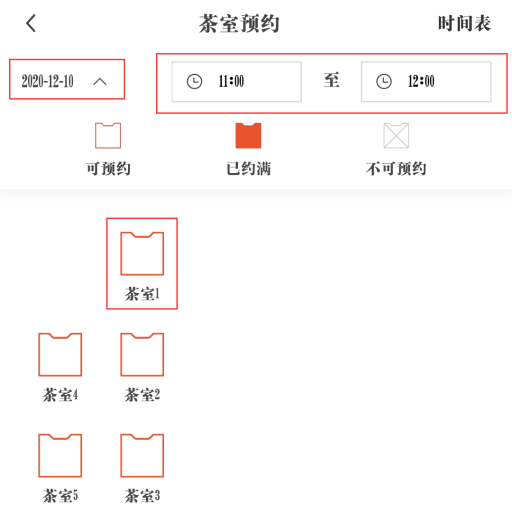 茶室预约 时间表
2020-12-10 11:00 至 12:00
可预约 已约满 不可预约
茶室1
茶室4 茶室2
茶室5 茶室3